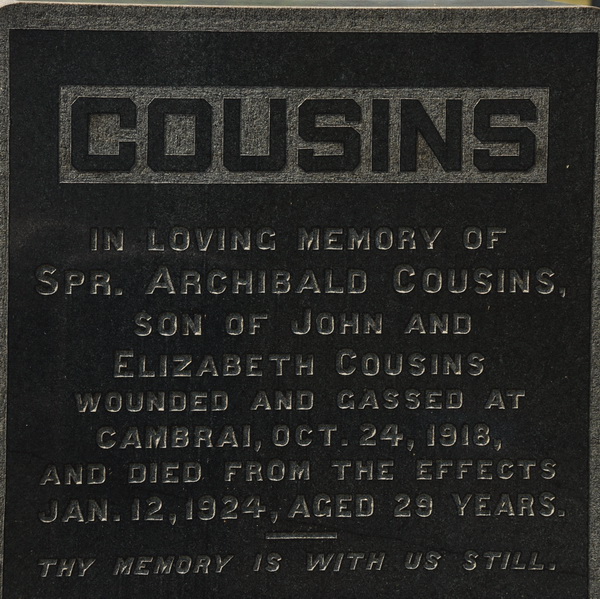 COUSINS
IN LOVING MEMORY OF
SPR. ARCHIBALD COUSINS,
SON OF JOHN AND
ELIZABETH COUSINS
WOUNDED AND GASSED AT
CAMBRAI, OCT. 24, 1918,
AND DIED FROM THE EFFECTS
JAN. 12, 1924, AGED 29 YEARS.
THY MEMORY IS WITH US STILL.